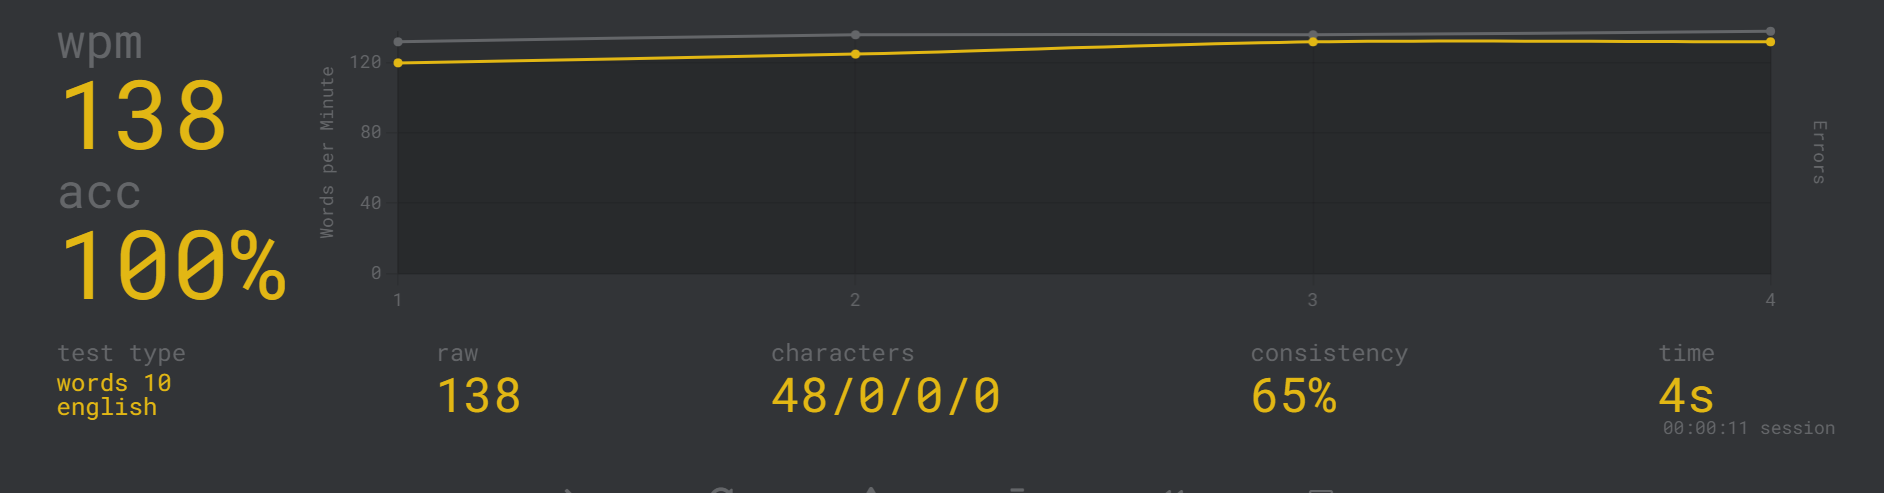 wpm
138
acc
100%
Words per Minute
120
80
40
0
1 2 3 4
Errors
test type
words 10
english
raw
138
characters
48/0/0/0
consistency
65%
time
4s
00:00:11 session